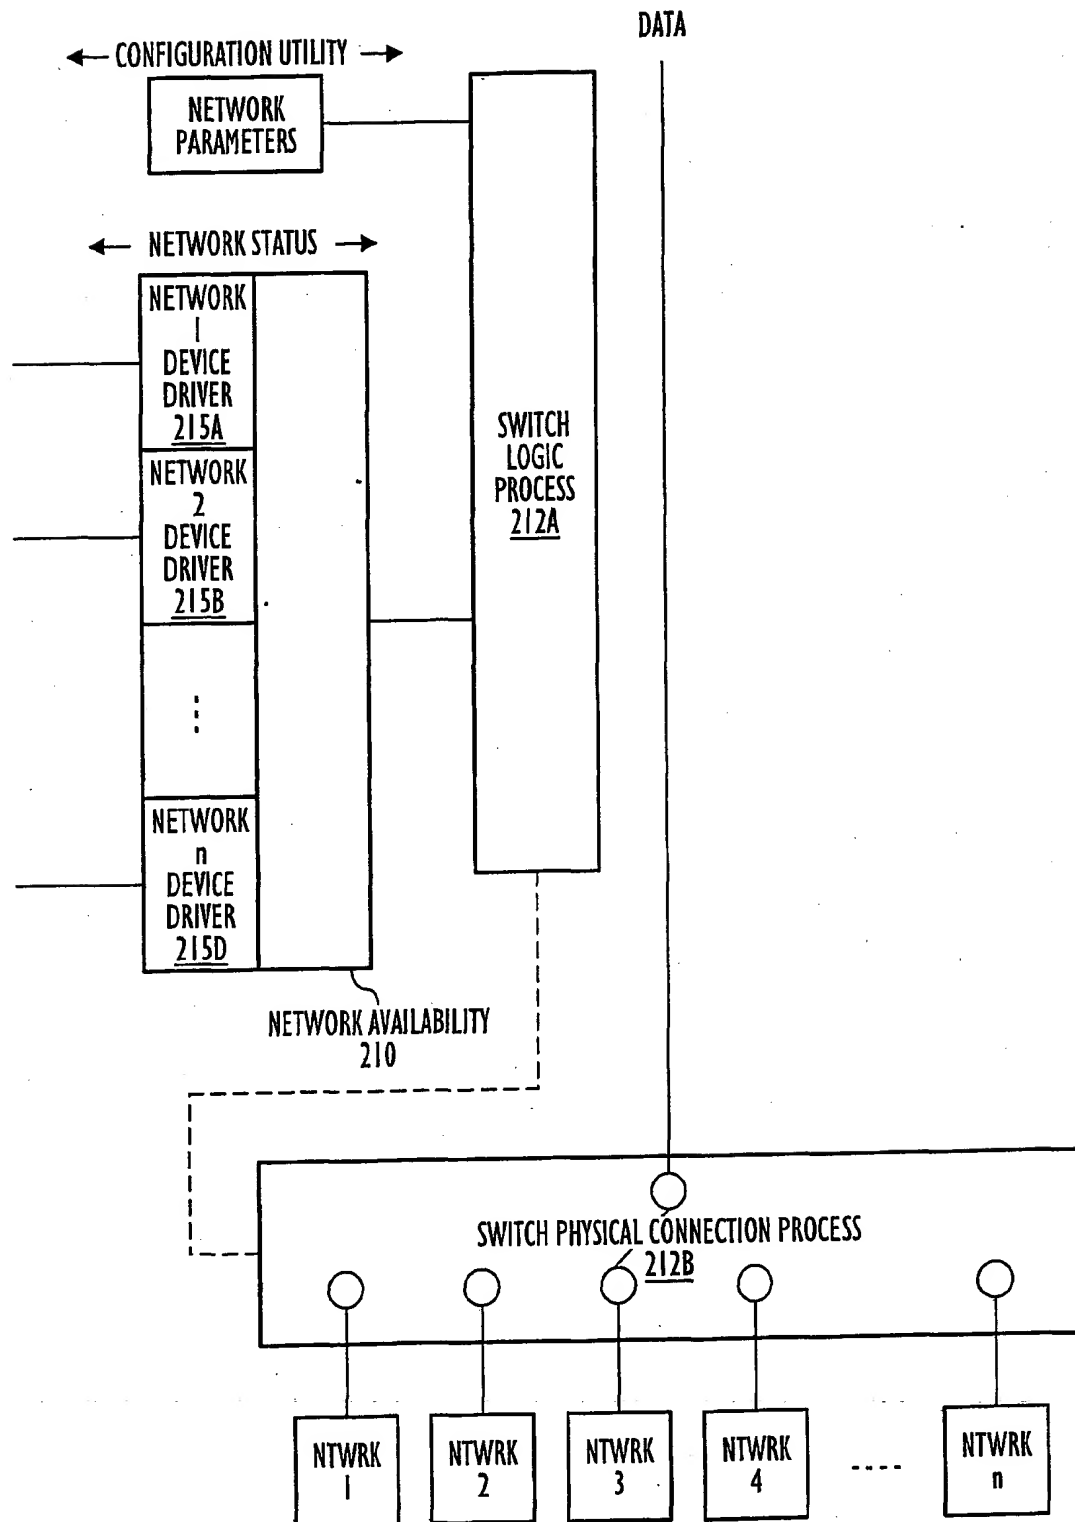 DATA
CONFIGURATION UTILITY
NETWORK
PARAMETERS
NETWORK STATUS
NETWORK
1
DEVICE
DRIVER
215A
NETWORK
2
DEVICE
DRIVER
215B
NETWORK
n
DEVICE
DRIVER
215D
SWITCH
LOGIC
PROCESS
212A
NETWORK AVAILABILITY
210
SWITCH PHYSICAL CONNECTION PROCESS
212B
NTWRK
1
NTWRK
2
NTWRK
3
NTWRK
4
NTWRK
n